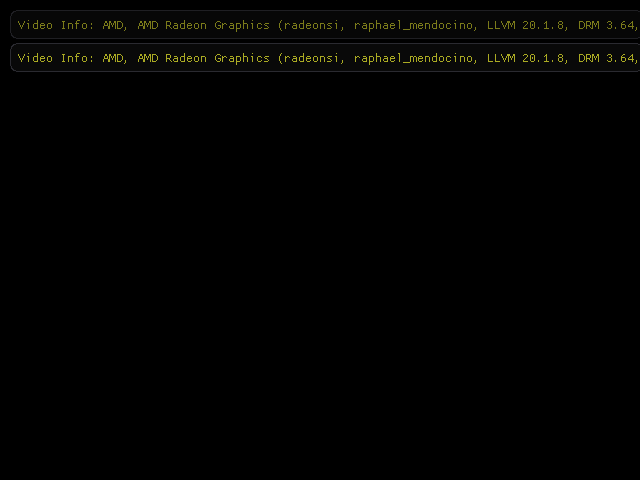 Video Info: AMD, AMD Radeon Graphics (radeonsi, raphael_mendocino, LLVM 20.1.8, DRM 3.64,
Video Info: AMD, AMD Radeon Graphics (radeonsi, raphael_mendocino, LLVM 20.1.8, DRM 3.64,